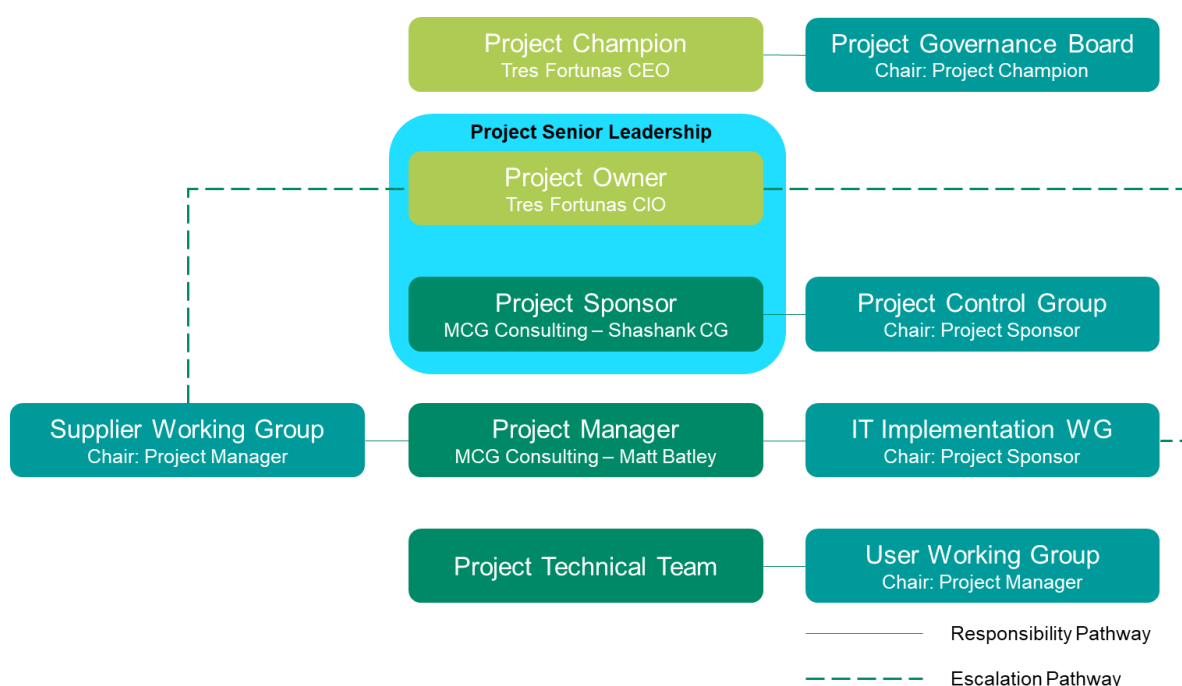 Project Champion
Tres Fortunas CEO
Project Governance Board
Chair: Project Champion
Project Senior Leadership
Project Owner
Tres Fortunas CIO
Project Sponsor
MCG Consulting – Shashank CG
Project Control Group
Chair: Project Sponsor
Supplier Working Group
Chair: Project Manager
Project Manager
MCG Consulting – Matt Batley
IT Implementation WG
Chair: Project Sponsor
Project Technical Team
User Working Group
Chair: Project Manager
Responsibility Pathway
Escalation Pathway